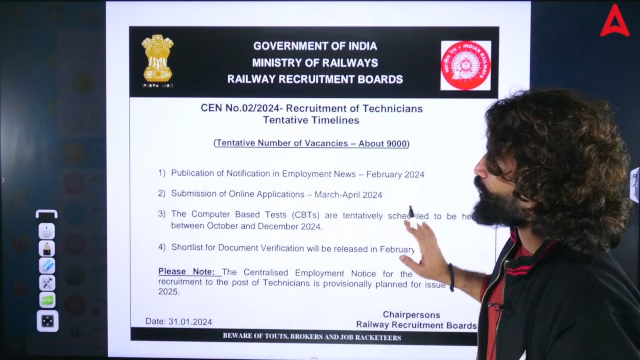 GOVERNMENT OF INDIA
MINISTRY OF RAILWAYS
RAILWAY RECRUITMENT BOARDS
INDIAN RAILWAYS
CEN No.02/2024- Recruitment of Technicians
Tentative Timelines
(Tentative Number of Vacancies – About 9000)
1) Publication of Notification in Employment News – February 2024
2) Submission of Online Applications – March-April 2024
3) The Computer Based Tests (CBTs) are tentatively sched led to be he
between October and December 2024.
4) Shortlist for Document Verification will be released in February
Please Note: The Centralised Employment Notice for the
recruitment to the post of Technicians is provisionally planned for issue
2025.
Chairpersons
Date: 31.01.2024
Railway Recruitment Boards
BEWARE OF TOUTS, BROKERS AND JOB RACKETEERS